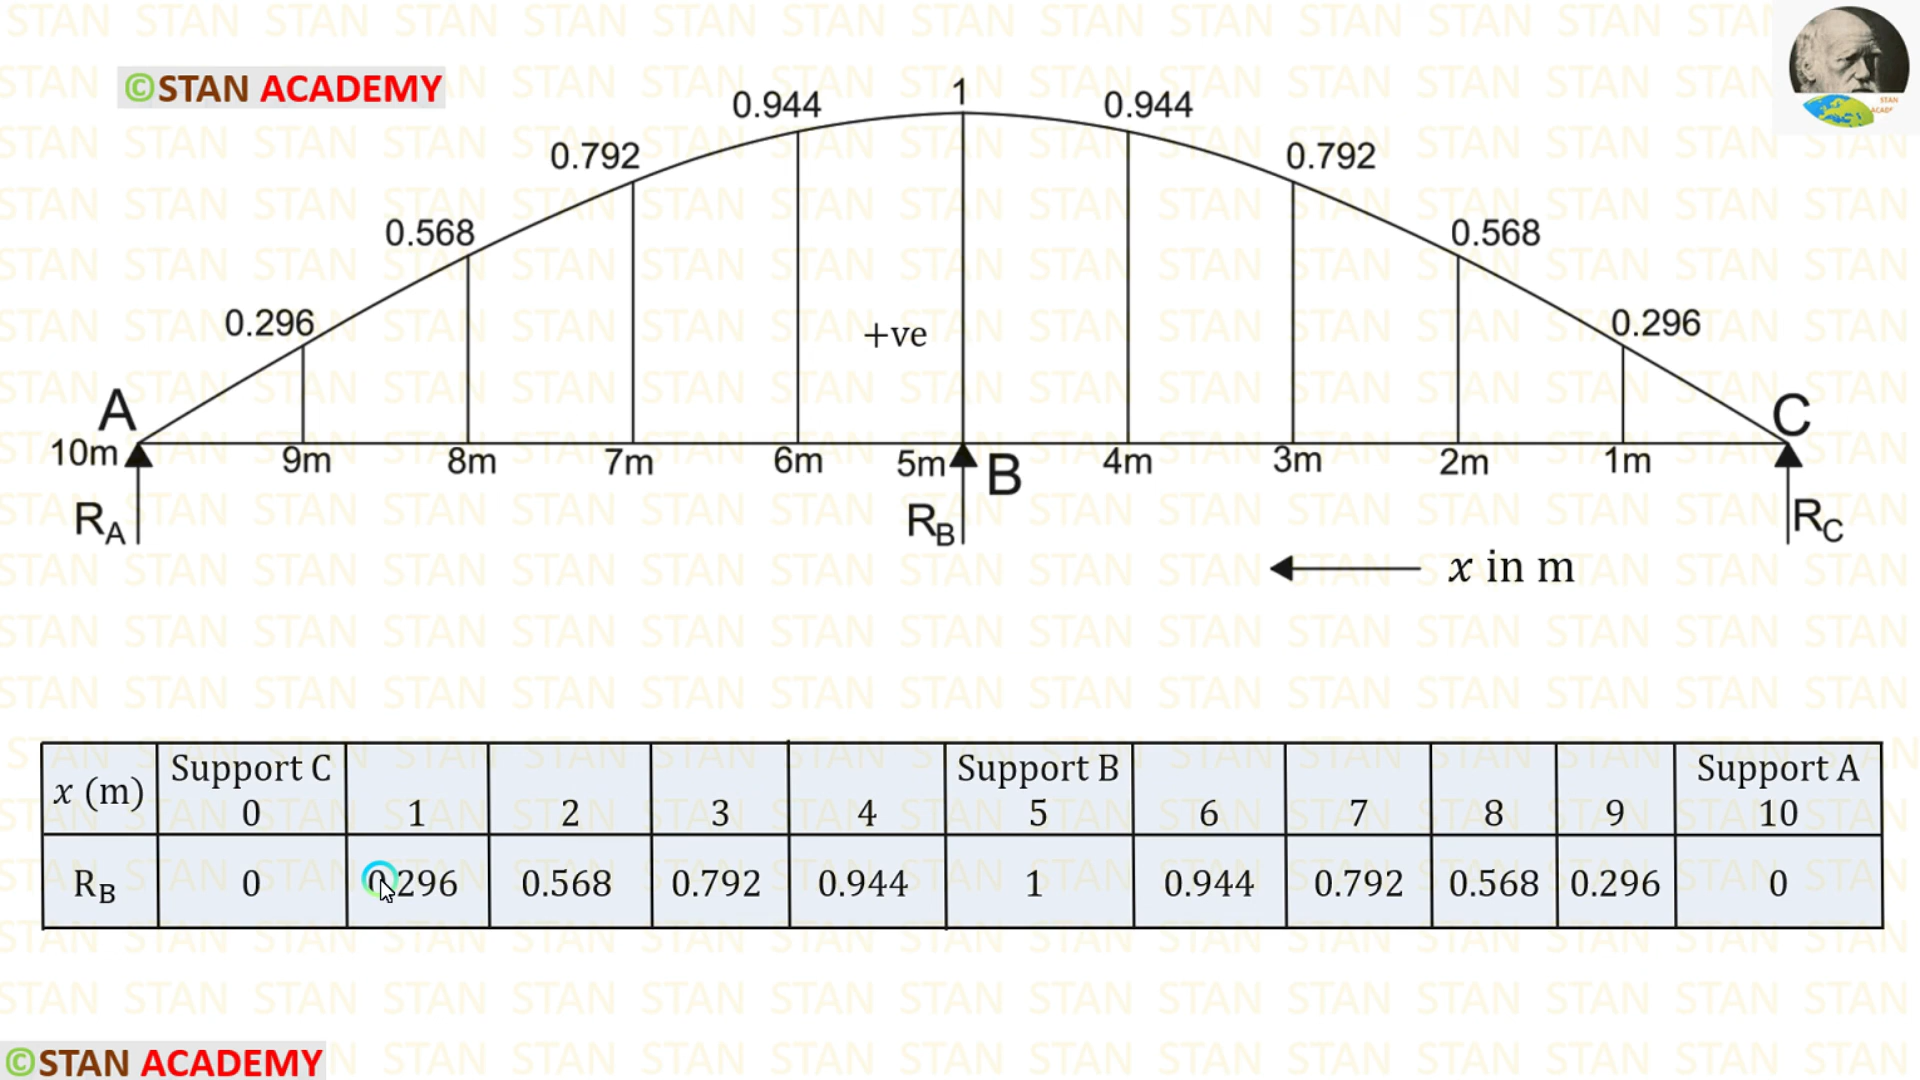 ©STAN ACADEMY
STAN
ACADE
0.296
0.568
0.792
0.944
1
0.944
0.792
0.568
0.296
+ve
A
B
C
10m
9m
8m
7m
6m
5m
4m
3m
2m
1m
RA
RB
RC
x in m
x (m) Support C 0 1 2 3 4 Support B 5 6 7 8 9 Support A 10
RB 0 0.296 0.568 0.792 0.944 1 0.944 0.792 0.568 0.296 0
©STAN ACADEMY